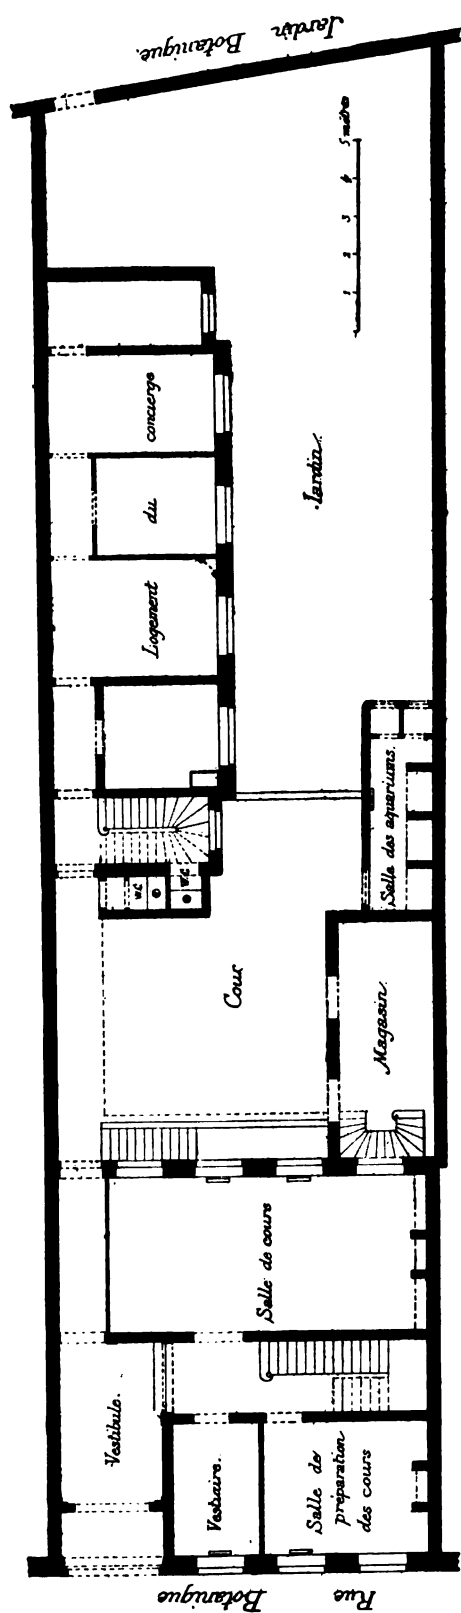 Jardin Botanique.
5 mètres
4
3
2
1
Logement du concierge
Jardin.
Salle des aquariums.
W.C
W.C
Cour
Magasin.
Salle de cours
Vestibule.
Vestiaire.
Salle de
préparation
des cours
Rue Botanique